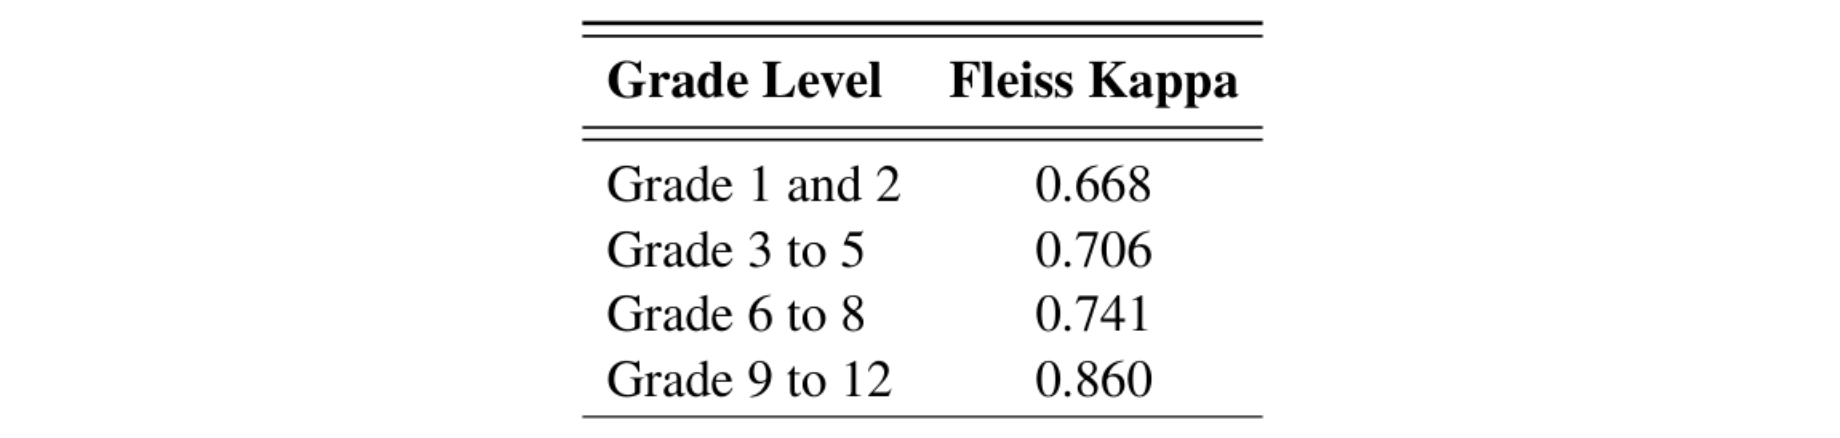 Grade Level Fleiss Kappa
Grade 1 and 2 0.668
Grade 3 to 5 0.706
Grade 6 to 8 0.741
Grade 9 to 12 0.860